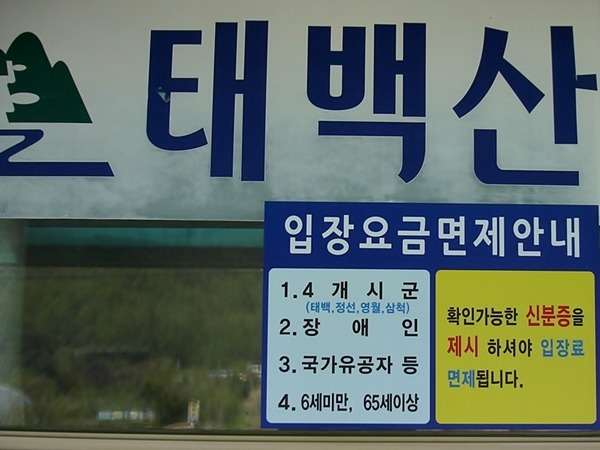 태백산
입장요금면제안내
1. 4 개 시 군
(태백,정선,영월,삼척)
2. 장 애 인
3. 국가유공자 등
4. 6세미만, 65세이상
확인가능한 신분증을
제시 하셔야 입장료
면제됩니다.